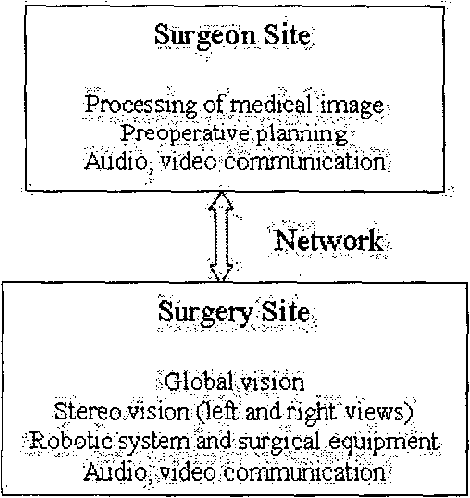 Surgeon Site
Processing of medical image
Preoperative planning
Audio, video communication
Network
Surgery Site
Global vision
Stereo vision (left and right views)
Robotic system and surgical equipment
Audio, video communication